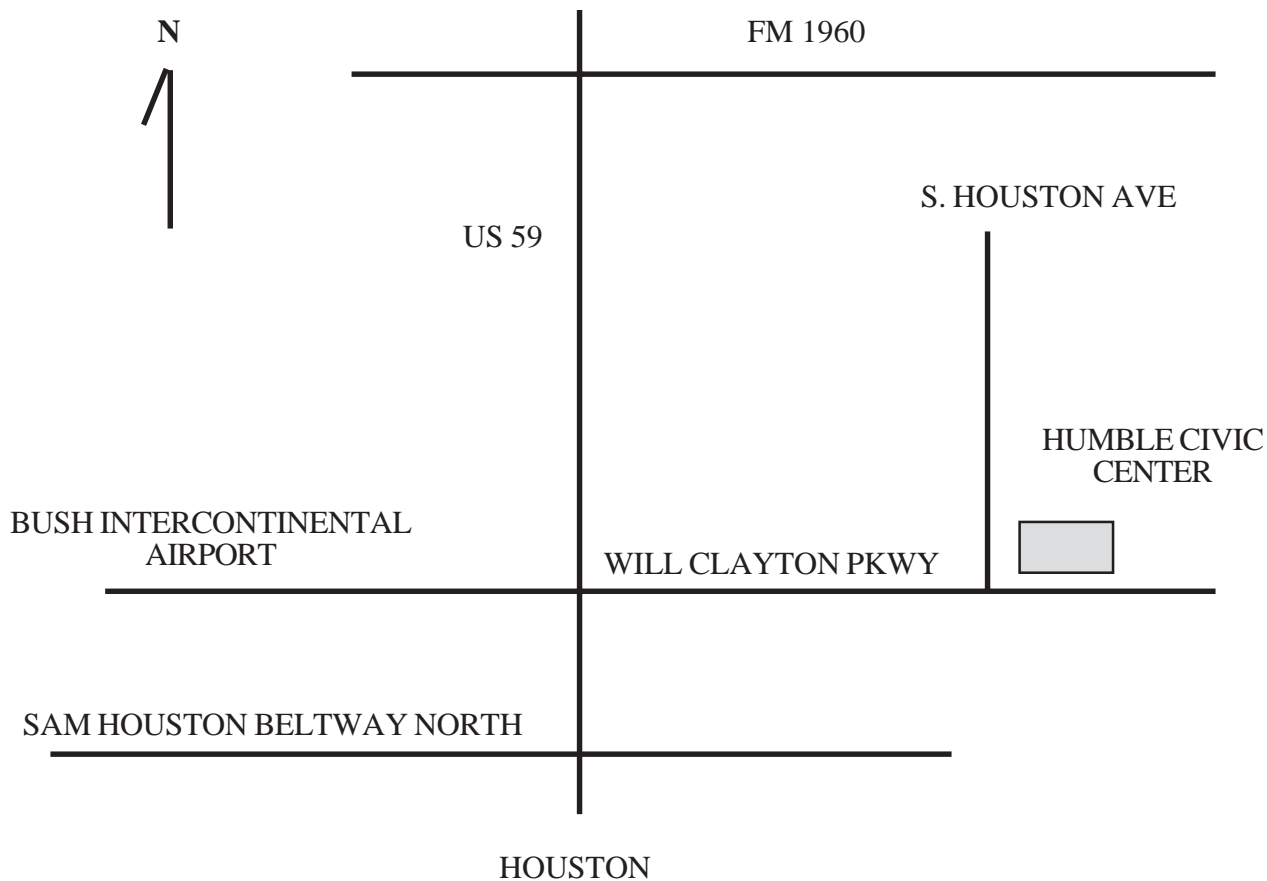 N
FM 1960
S. HOUSTON AVE
US 59
HUMBLE CIVIC
CENTER
BUSH INTERCONTINENTAL
AIRPORT
WILL CLAYTON PKWY
SAM HOUSTON BELTWAY NORTH
HOUSTON